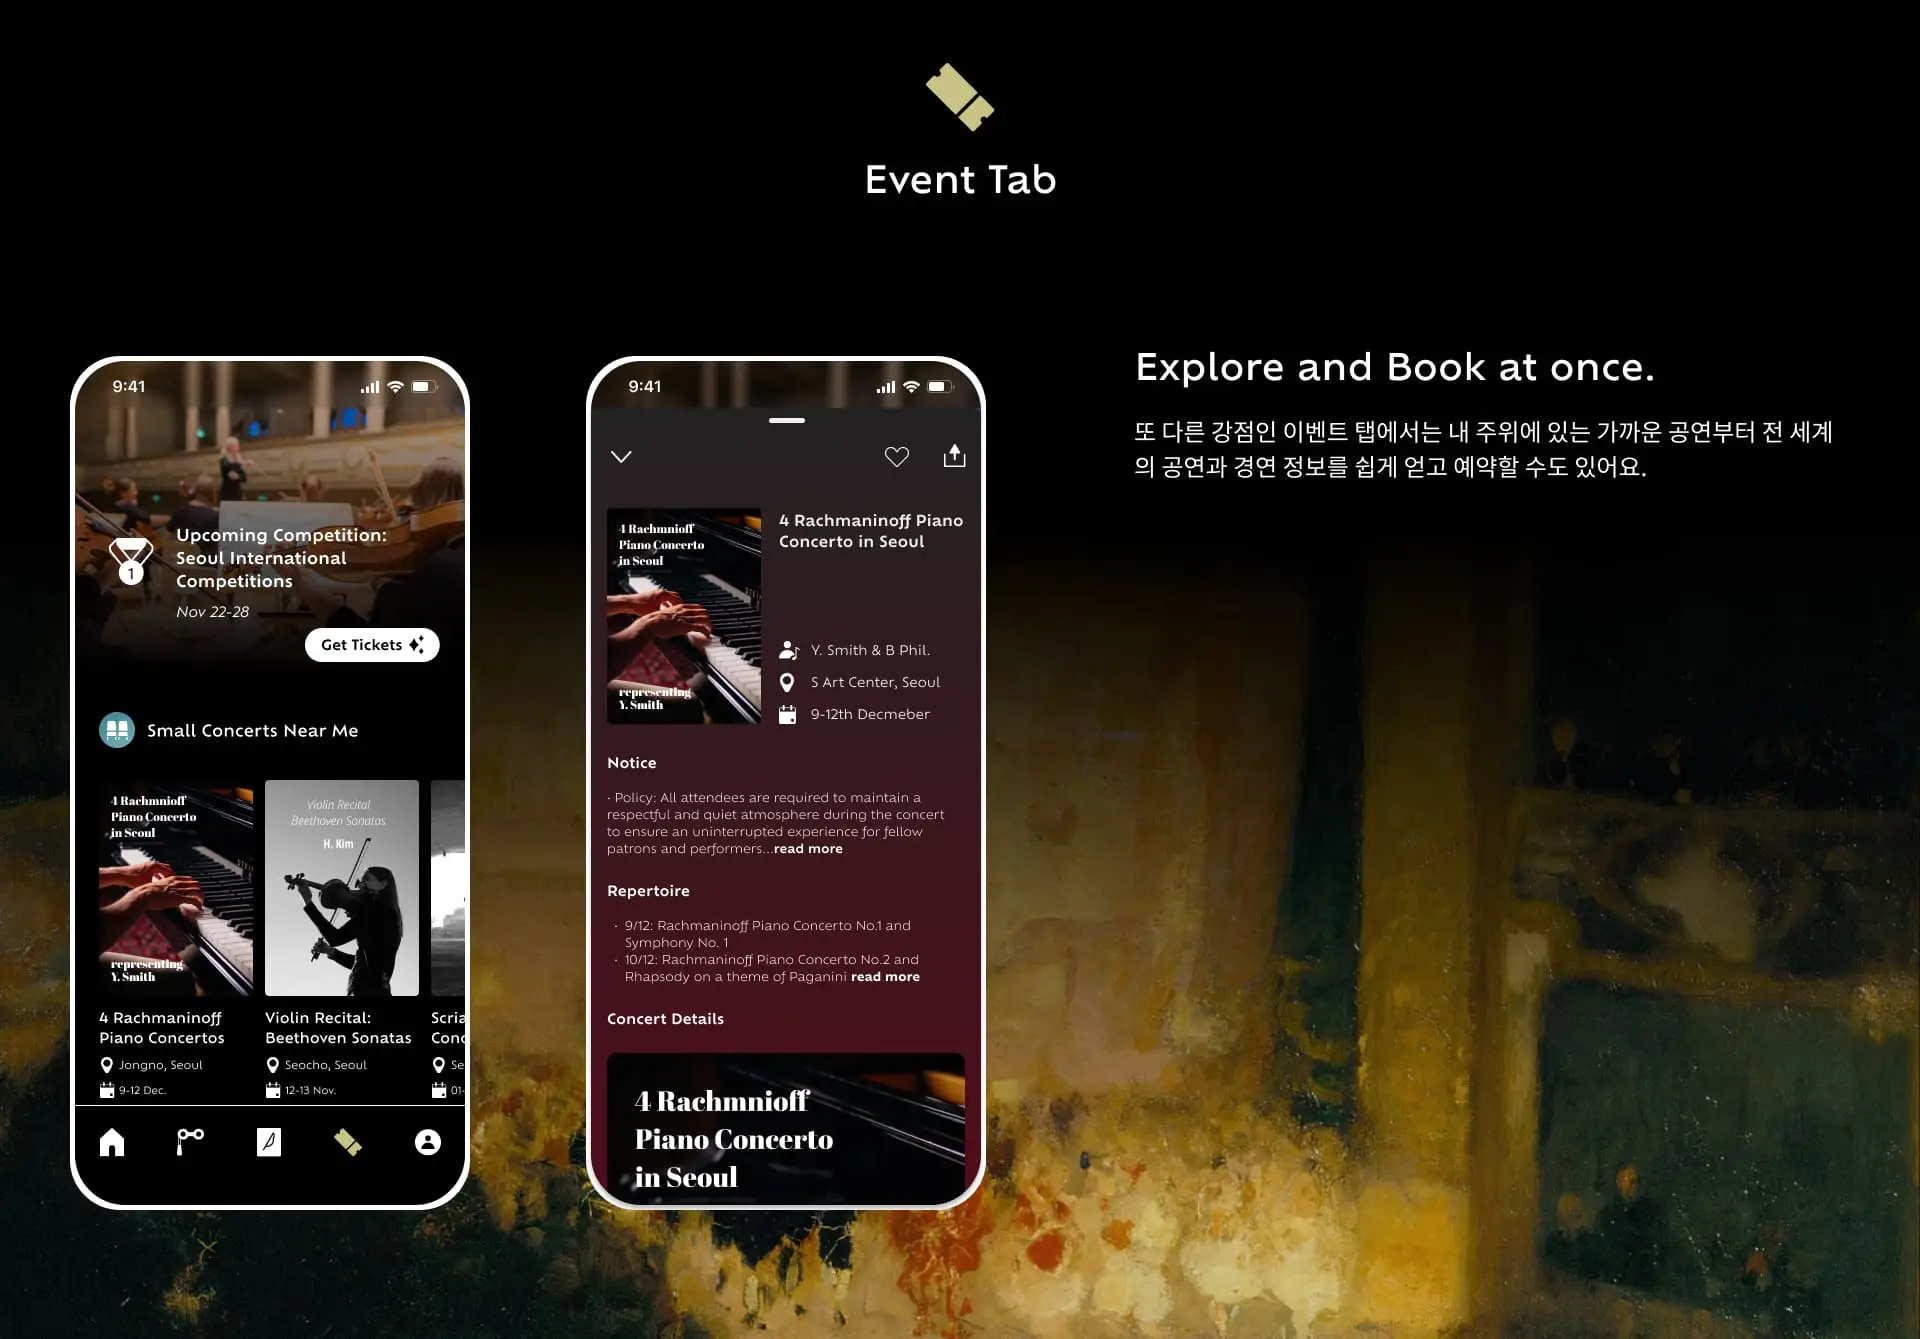 Event Tab
9:41
Upcoming Competition:
Seoul International
Competitions
1
Nov 22-28
Get Tickets
Small Concerts Near Me
4 Rachmnioff
Piano Concerto
in Seoul
representing
Y. Smith
Violin Recital
Beethoven Sonatas
H. Kim
4 Rachmaninoff
Piano Concertos
Jongno, Seoul
9-12 Dec.
Violin Recital:
Beethoven Sonatas
Seocho, Seoul
12-13 Nov.
Scria
Conc
Se
01-
9:41
4 Rachmnioff
Piano Concerto
in Seoul
representing
Y. Smith
4 Rachmaninoff Piano
Concerto in Seoul
Y. Smith & B Phil.
S Art Center, Seoul
9-12th Decmeber
Notice
· Policy: All attendees are required to maintain a
respectful and quiet atmosphere during the concert
to ensure an uninterrupted experience for fellow
patrons and performers...read more
Repertoire
· 9/12: Rachmaninoff Piano Concerto No.1 and
Symphony No. 1
· 10/12: Rachmaninoff Piano Concerto No.2 and
Rhapsody on a theme of Paganini read more
Concert Details
4 Rachmnioff
Piano Concerto
in Seoul
Explore and Book at once.
또 다른 강점인 이벤트 탭에서는 내 주위에 있는 가까운 공연부터 전 세계
의 공연과 경연 정보를 쉽게 얻고 예약할 수도 있어요.